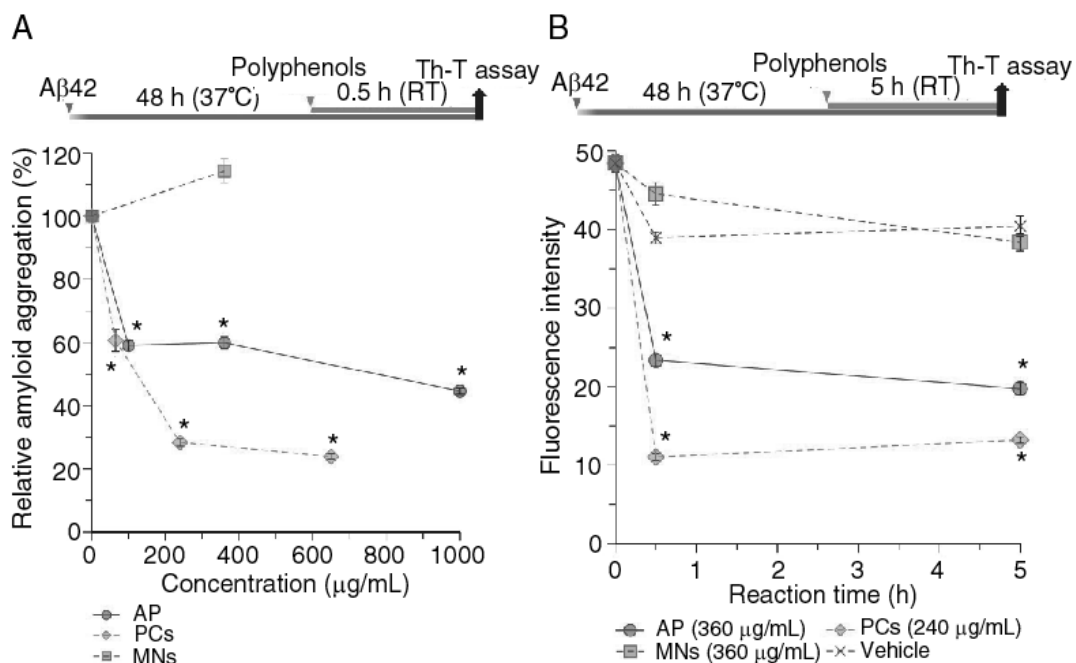 A
Polyphenols
Th-T assay
Aβ42
48 h (37°C)
0.5 h (RT)
Relative amyloid aggregation (%)
120
100
80
60
40
20
0
*
*
*
*
*
*
0
200
400
600
800
1000
Concentration (μg/mL)
AP
PCs
MNs
B
Polyphenols
Th-T assay
Aβ42
48 h (37°C)
5 h (RT)
Fluorescence intensity
50
40
30
20
10
0
*
*
*
*
0
1
2
3
4
5
Reaction time (h)
AP (360 μg/mL)
PCs (240 μg/mL)
MNs (360 μg/mL)
Vehicle